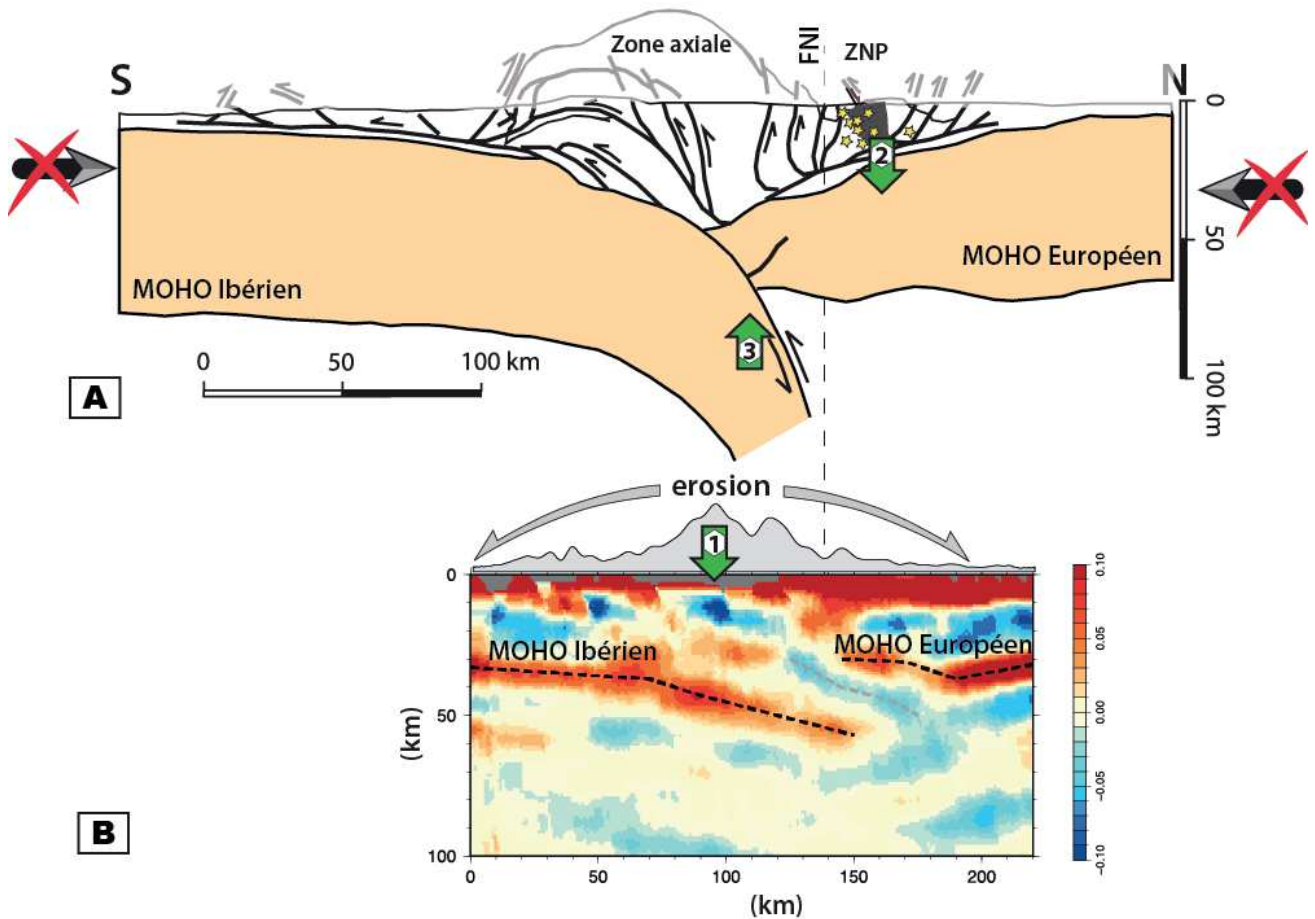 Zone axiale
FNI
ZNP
S
N
0
2
50
MOHO Ibérien
MOHO Européen
3
0 50 100 km
100 km
A
erosion
1
0
MOHO Ibérien
MOHO Européen
50
(km)
100
0 50 100 150 200
(km)
0.10
0.05
0.00
−0.05
−0.10
B